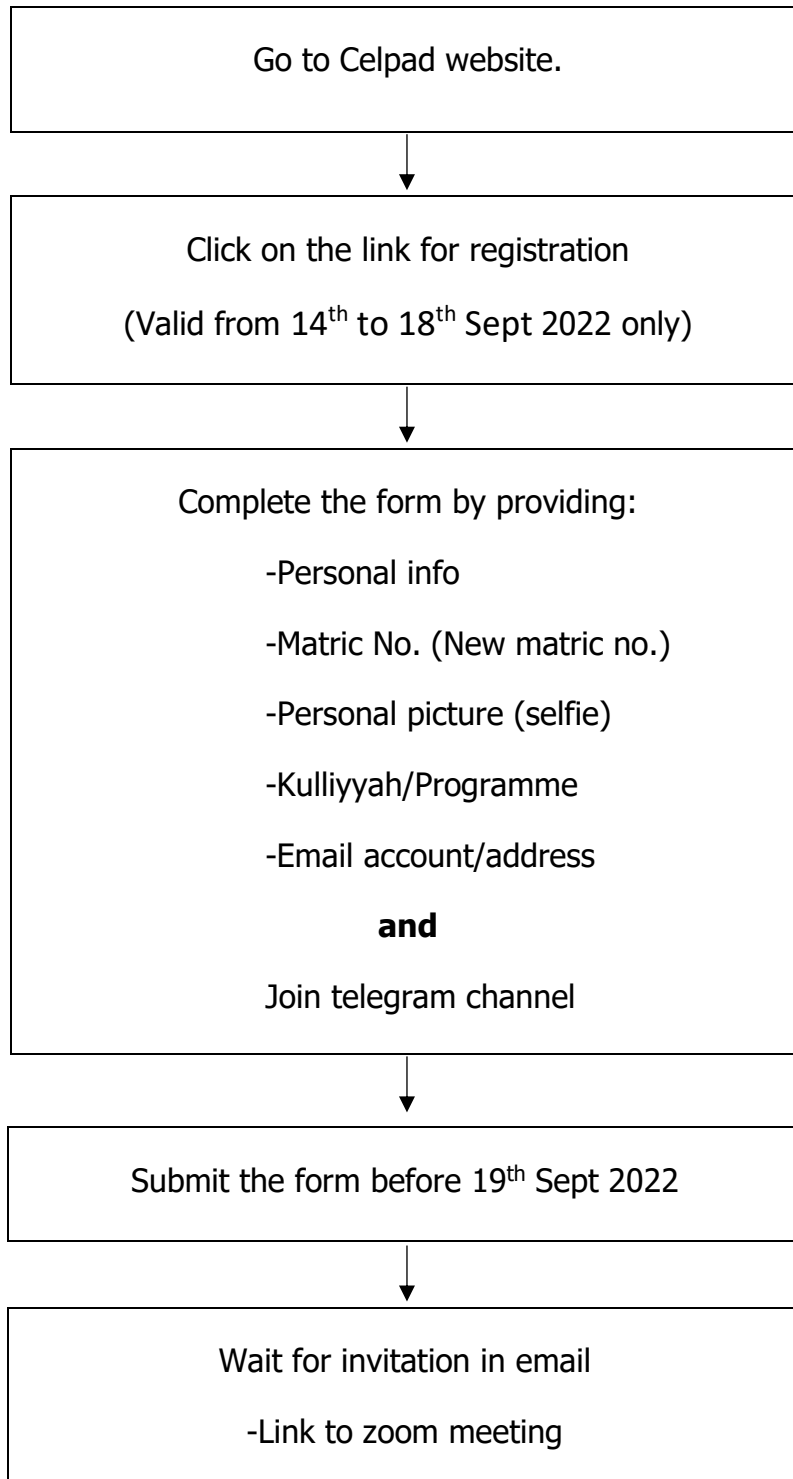 Go to Celpad website.
Click on the link for registration
(Valid from 14th to 18th Sept 2022 only)
Complete the form by providing:
-Personal info
-Matric No. (New matric no.)
-Personal picture (selfie)
-Kulliyyah/Programme
-Email account/address
and
Join telegram channel
Submit the form before 19th Sept 2022
Wait for invitation in email
-Link to zoom meeting